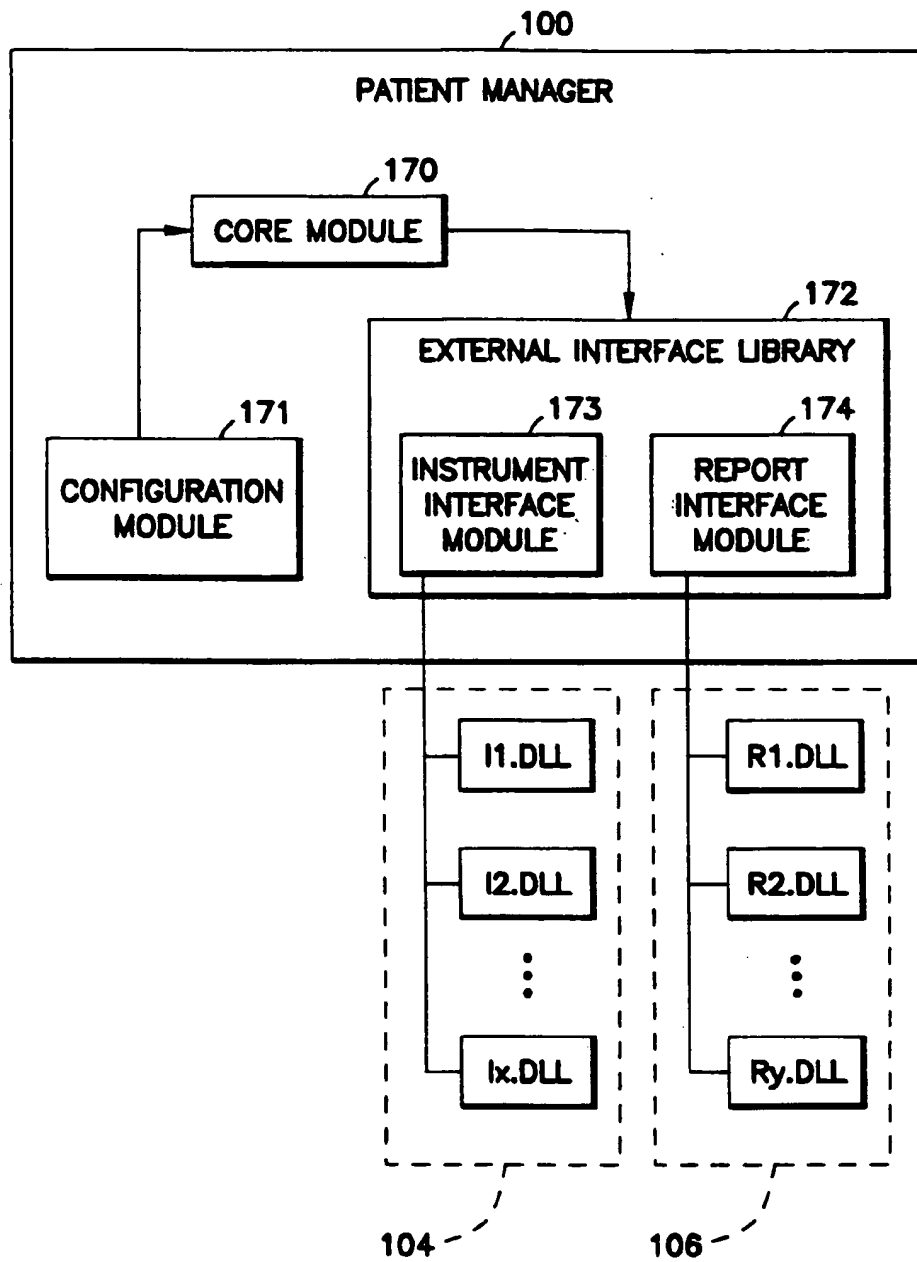 100
PATIENT MANAGER
170
CORE MODULE
172
EXTERNAL INTERFACE LIBRARY
171
CONFIGURATION
MODULE
173
INSTRUMENT
INTERFACE
MODULE
174
REPORT
INTERFACE
MODULE
I1.DLL
R1.DLL
I2.DLL
R2.DLL
Ix.DLL
Ry.DLL
104
106